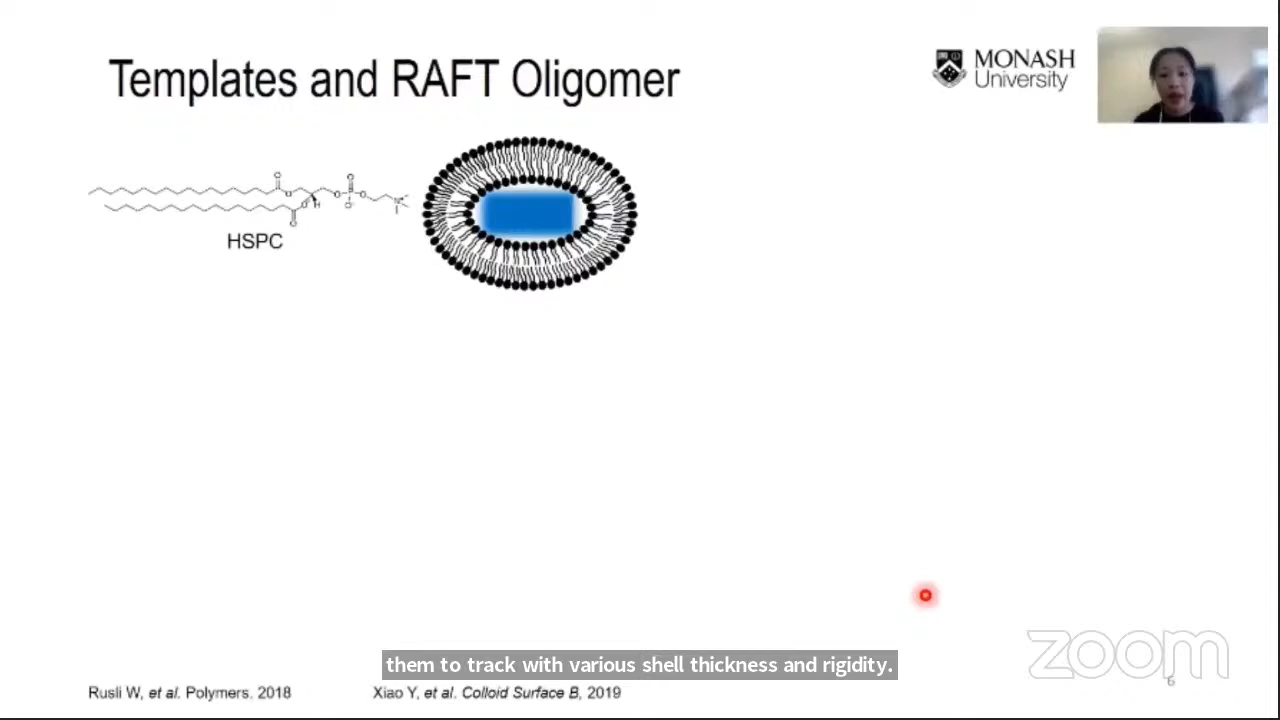 Templates and RAFT Oligomer
MONASH
University
HSPC
them to track with various shell thickness and rigidity.
zoom
Rusli W, et al. Polymers. 2018
Xiao Y, et al. Colloid Surface B, 2019
6